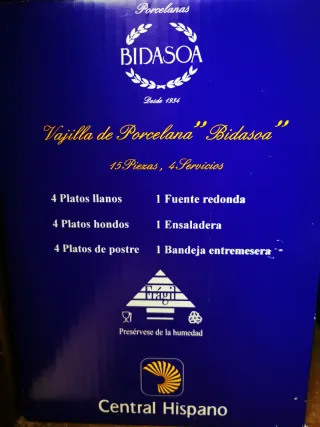 Porcelanas
BIDASOA
Desde 1934
Vajilla de Porcelana "Bidasoa"
15 Piezas, 4 Servicios
4 Platos llanos 1 Fuente redonda
4 Platos hondos 1 Ensaladera
4 Platos de postre 1 Bandeja entremesera
Frágil
Presérvese de la humedad
Central Hispano